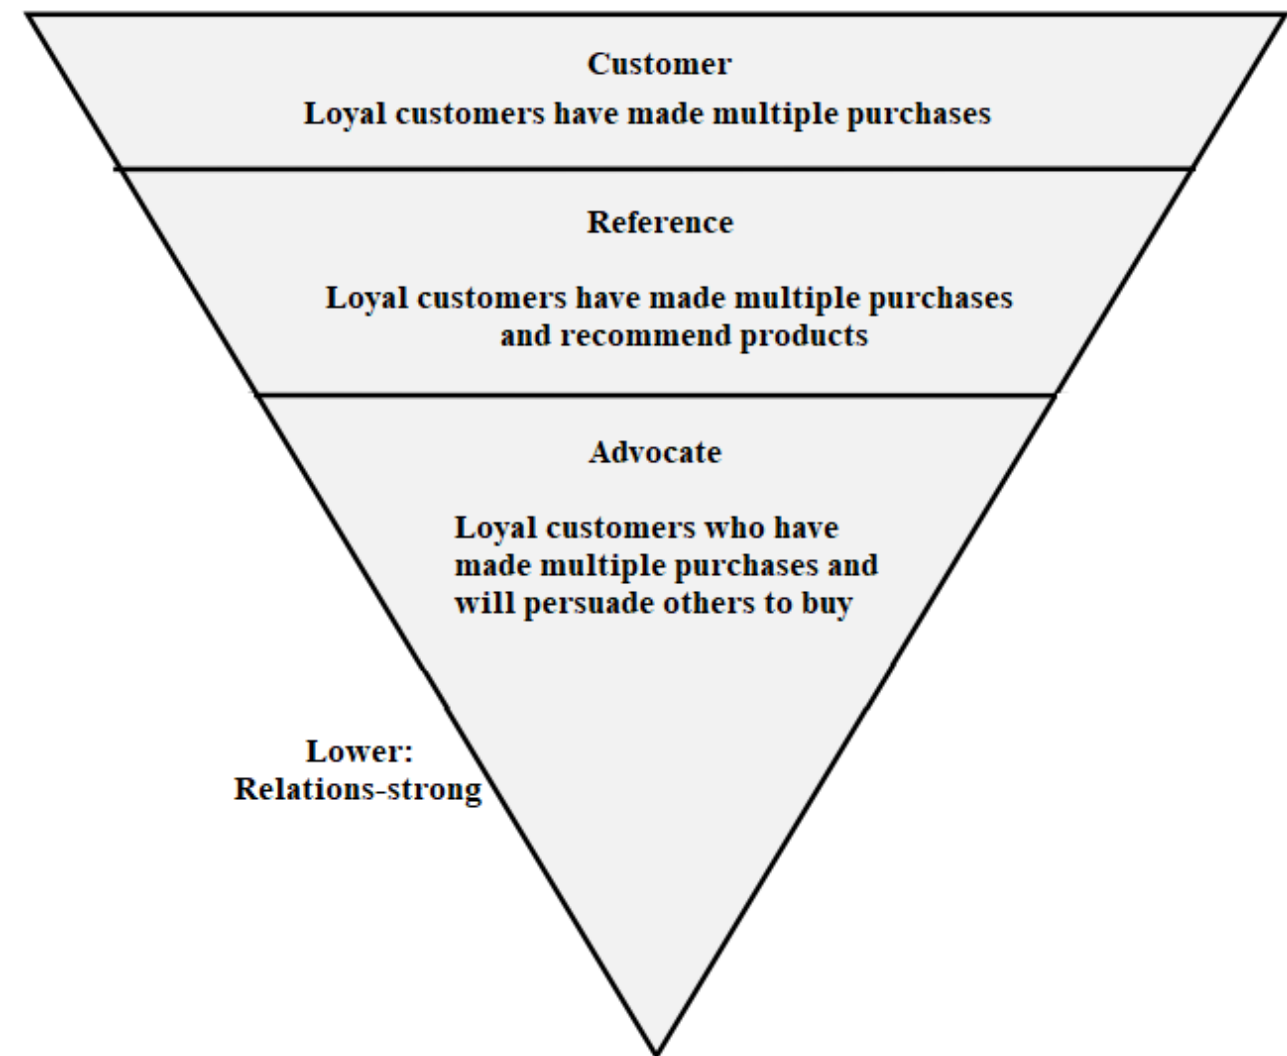 Customer
Loyal customers have made multiple purchases
Reference
Loyal customers have made multiple purchases
and recommend products
Advocate
Loyal customers who have
made multiple purchases and
will persuade others to buy
Lower:
Relations-strong